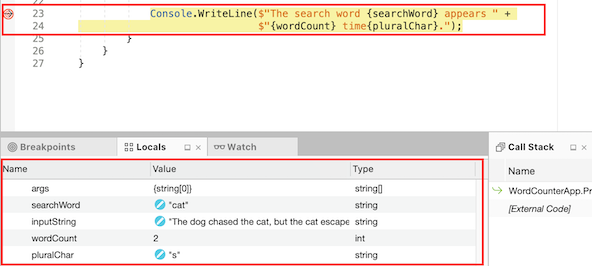 23 Console.WriteLine($"The search word {searchWord} appears " +
24 $"{wordCount} time{pluralChar}.");
25 }
26 }
27 }
Breakpoints Locals Watch Call Stack
Name Value Type Name
args {string[0]} string[]
searchWord "cat" string WordCounterApp.Pr
inputString "The dog chased the cat, but the cat escape string [External Code]
wordCount 2 int
pluralChar "s" string